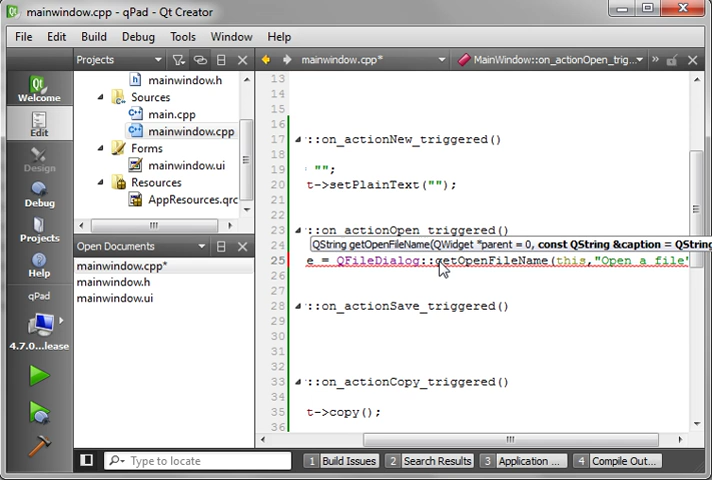 mainwindow.cpp - qPad - Qt Creator
File Edit Build Debug Tools Window Help
Projects
mainwindow.cpp*
MainWindow::on_actionOpen_trig...
Welcome
Edit
Design
Debug
Projects
Help
qPad
4.7.0...lease
mainwindow.h
Sources
main.cpp
mainwindow.cpp
Forms
mainwindow.ui
Resources
AppResources.qrc
Open Documents
mainwindow.cpp*
mainwindow.h
mainwindow.ui
13
14
15
16
17 ::on_actionNew_triggered()
18
19 "";
20 t->setPlainText("");
21
22
23 ::on_actionOpen_triggered()
24 QString getOpenFileName(QWidget *parent = 0, const QString &caption = QString
25 e = QFileDialog::getOpenFileName(this,"Open a file"
26
27
28 ::on_actionSave_triggered()
29
30
31
32
33 ::on_actionCopy_triggered()
34
35 t->copy();
36
Type to locate
1 Build Issues 2 Search Results 3 Application ... 4 Compile Out...